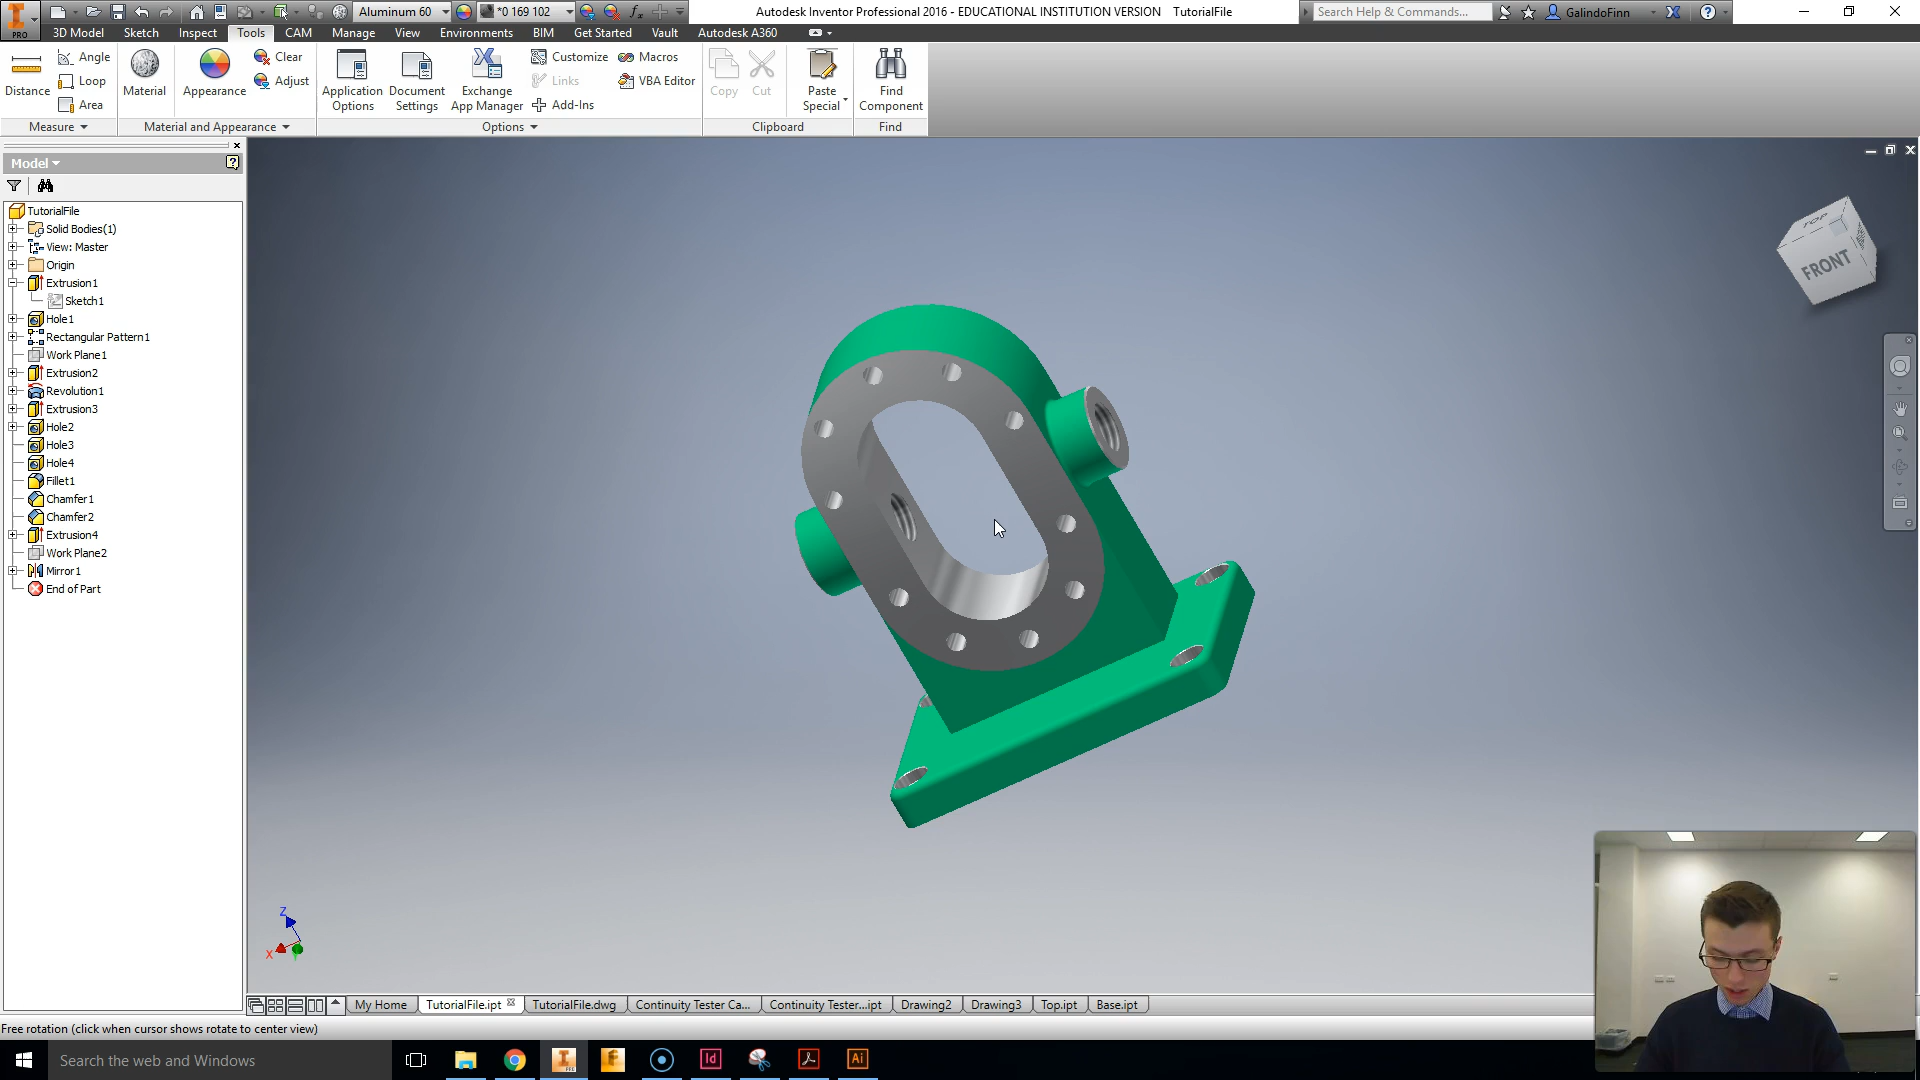 PRO
Aluminum 60
*0 169 102
Autodesk Inventor Professional 2016 - EDUCATIONAL INSTITUTION VERSION TutorialFile
Search Help & Commands...
GalindoFinn
3D Model Sketch Inspect Tools CAM Manage View Environments BIM Get Started Vault Autodesk A360
Distance
Angle
Loop
Area
Measure
Material
Appearance
Clear
Adjust
Material and Appearance
Application Options
Document Settings
Exchange App Manager
Customize
Links
Add-Ins
Macros
VBA Editor
Options
Copy
Cut
Paste Special
Clipboard
Find Component
Find
Model
TutorialFile
Solid Bodies(1)
View: Master
Origin
Extrusion1
Sketch1
Hole1
Rectangular Pattern1
Work Plane1
Extrusion2
Revolution1
Extrusion3
Hole2
Hole3
Hole4
Fillet1
Chamfer1
Chamfer2
Extrusion4
Work Plane2
Mirror1
End of Part
TOP
FRONT
Z
X
Y
My Home TutorialFile.ipt TutorialFile.dwg Continuity Tester Ca... Continuity Tester...ipt Drawing2 Drawing3 Top.ipt Base.ipt
Free rotation (click when cursor shows rotate to center view)
Search the web and Windows
PRO
Id
Ai